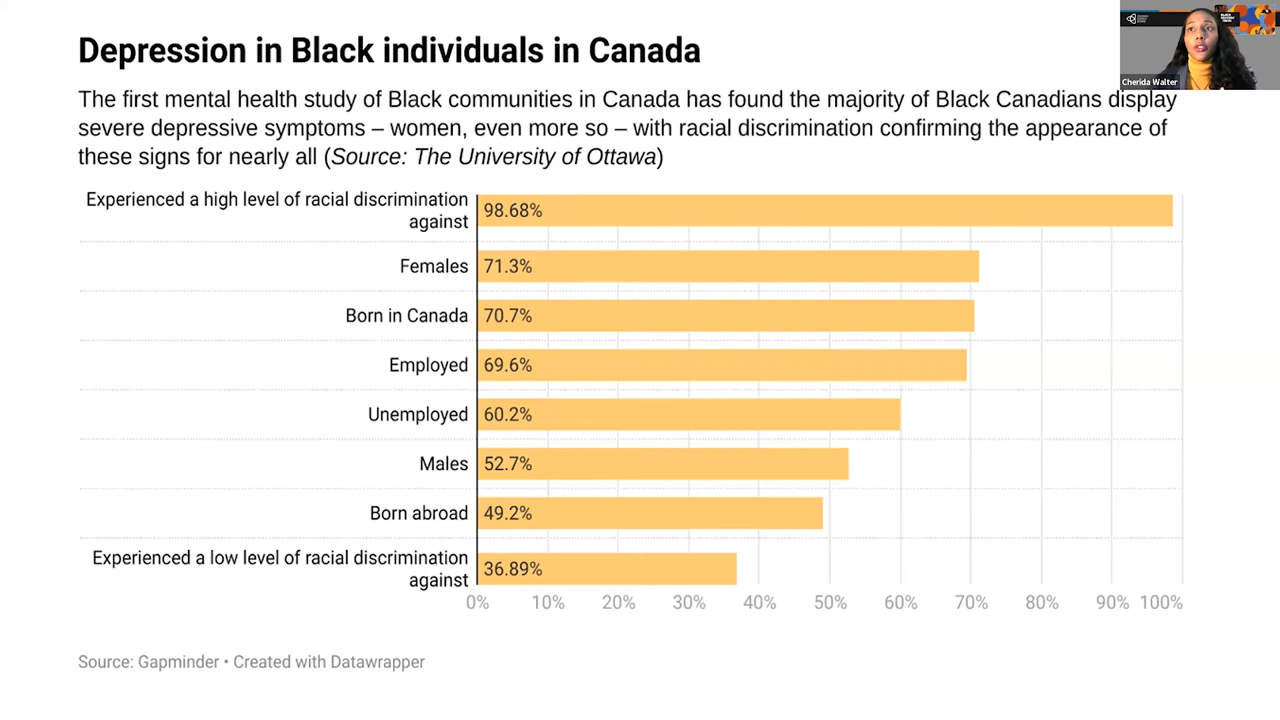 Depression in Black individuals in Canada
The first mental health study of Black communities in Canada has found the majority of Black Canadians display
severe depressive symptoms – women, even more so – with racial discrimination confirming the appearance of
these signs for nearly all (Source: The University of Ottawa)
Cherida Walter
Experienced a high level of racial discrimination
against
98.68%
Females
71.3%
Born in Canada
70.7%
Employed
69.6%
Unemployed
60.2%
Males
52.7%
Born abroad
49.2%
Experienced a low level of racial discrimination
against
36.89%
0% 10% 20% 30% 40% 50% 60% 70% 80% 90% 100%
Source: Gapminder • Created with Datawrapper